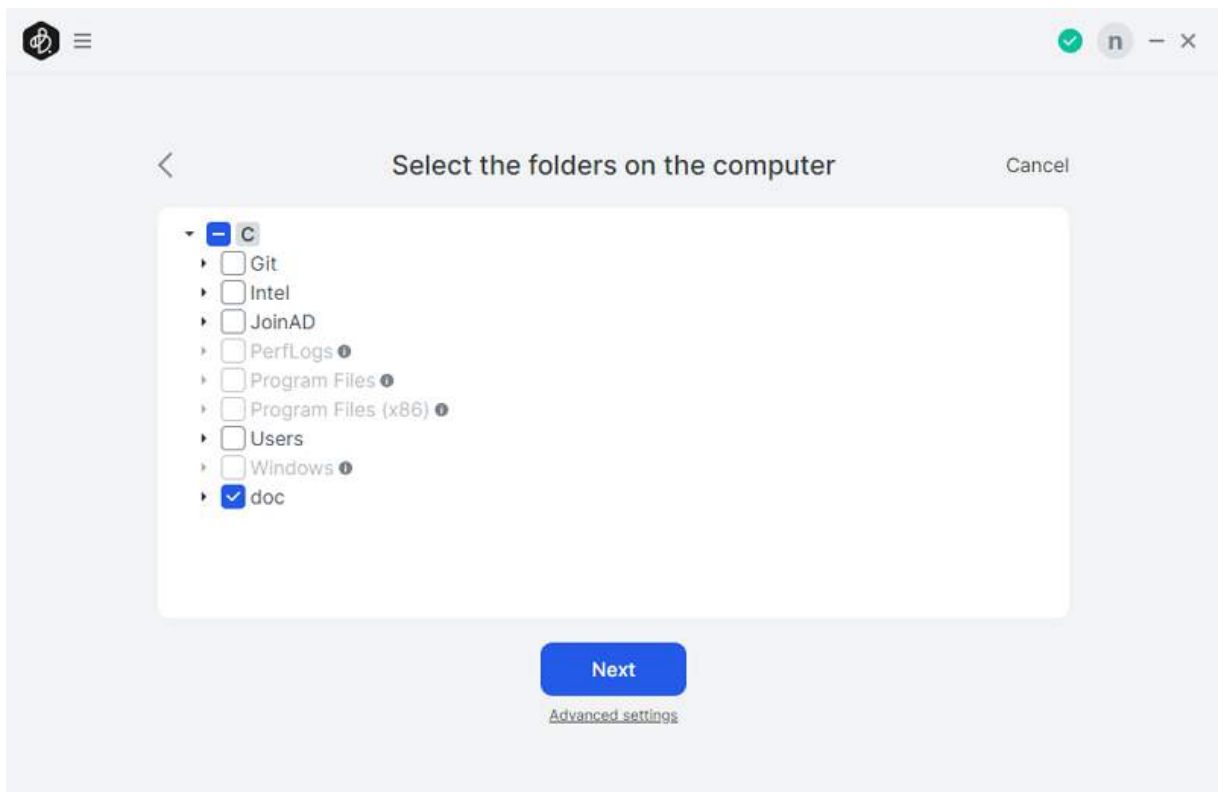 n
Select the folders on the computer
Cancel
C
Git
Intel
JoinAD
PerfLogs
Program Files
Program Files (x86)
Users
Windows
doc
Next
Advanced settings